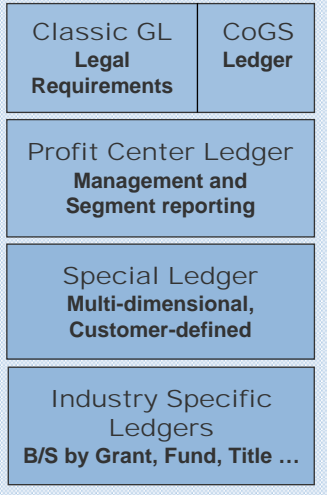 Classic GL
Legal
Requirements
CoGS
Ledger
Profit Center Ledger
Management and
Segment reporting
Special Ledger
Multi-dimensional,
Customer-defined
Industry Specific
Ledgers
B/S by Grant, Fund, Title ...